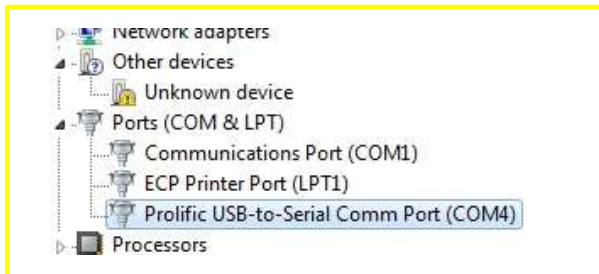 Network adapters
Other devices
Unknown device
Ports (COM & LPT)
Communications Port (COM1)
ECP Printer Port (LPT1)
Prolific USB-to-Serial Comm Port (COM4)
Processors